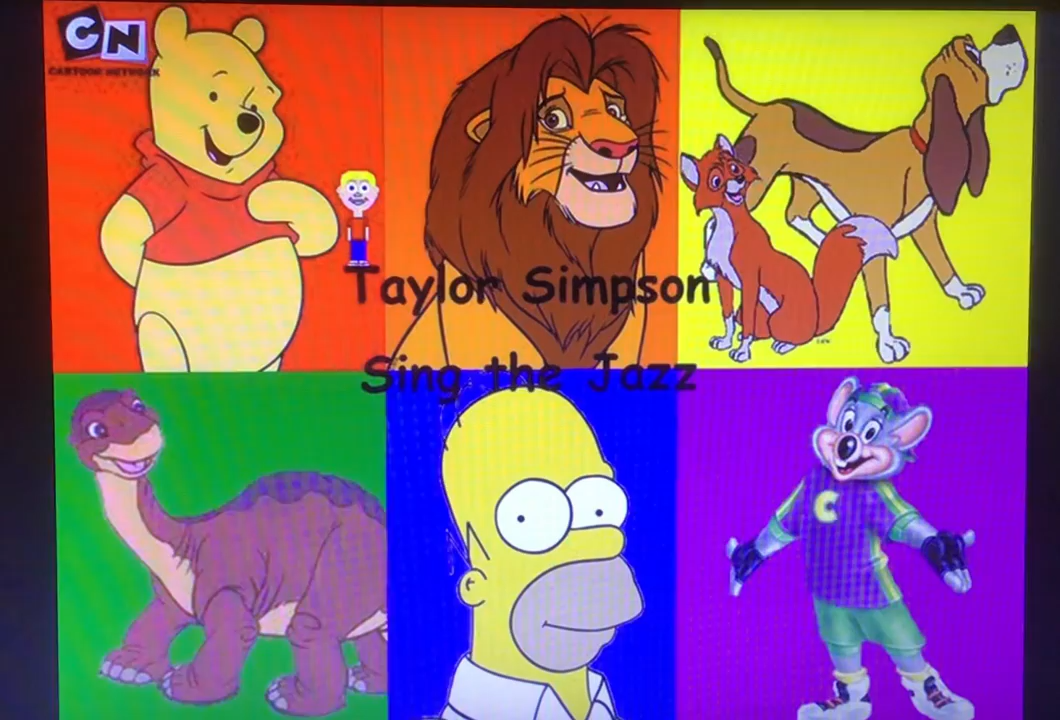 CN
CARTOON NETWORK
Taylor Simpson
Sing the Jazz
C